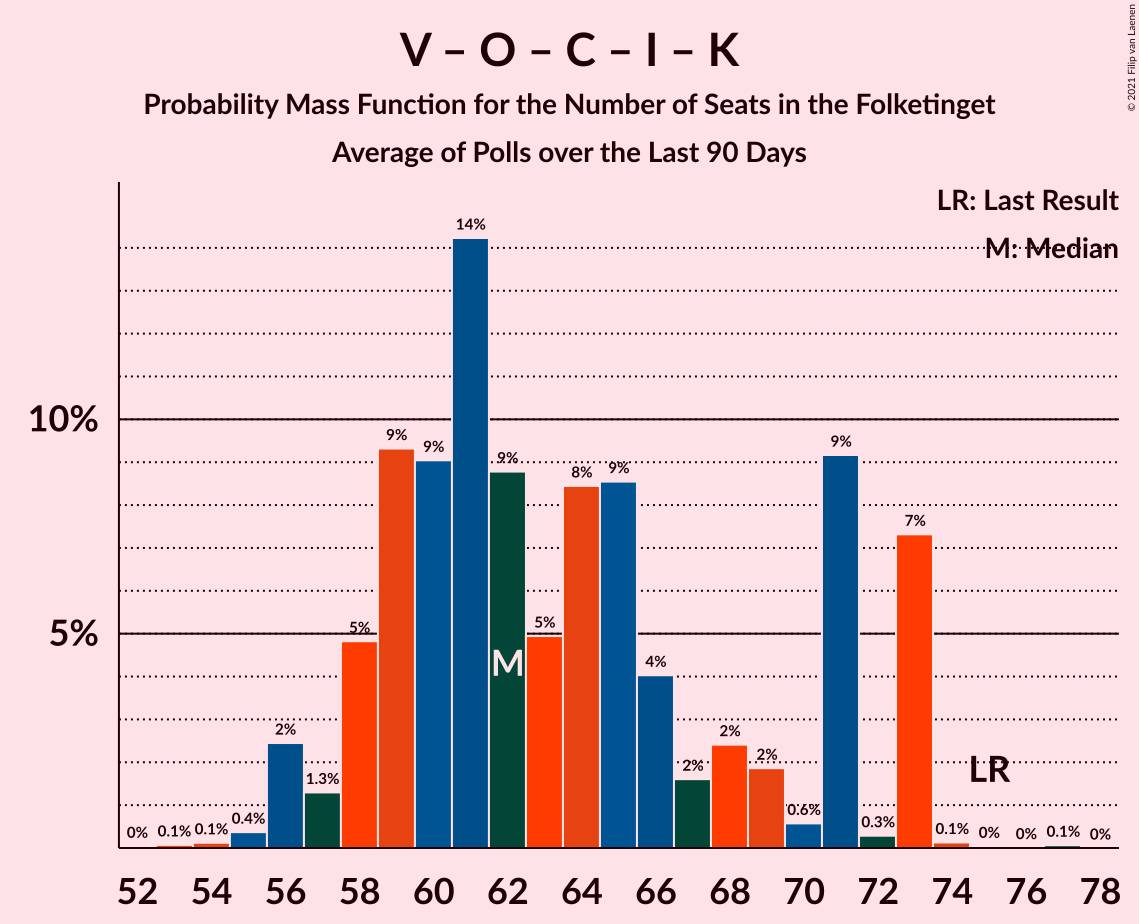 V – O – C – I – K
Probability Mass Function for the Number of Seats in the Folketinget
Average of Polls over the Last 90 Days
© 2021 Filip van Laenen
LR: Last Result
M: Median
10%
5%
0% 0.1% 0.1% 0.4% 2% 1.3% 5% 9% 9% 14% 9% 5% 8% 9% 4% 2% 2% 2% 0.6% 9% 0.3% 7% 0.1% 0% 0% 0.1% 0%
M
LR
52 54 56 58 60 62 64 66 68 70 72 74 76 78